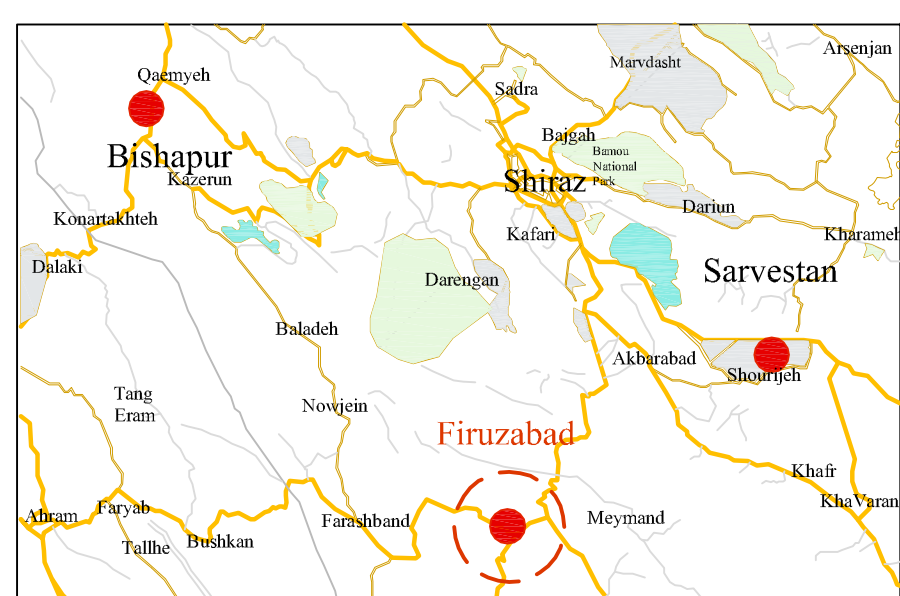 Arsenjan
Marvdasht
Qaemyeh
Sadra
Bajgah
Bamou
National
Park
Bishapur
Kazerun
Shiraz
Dariun
Konartakhteh
Kafari
Kharameh
Dalaki
Darengan
Sarvestan
Baladeh
Akbarabad
Shourijeh
Tang
Eram
Nowjein
Firuzabad
Khafr
KhaVaran
Faryab
Ahram
Farashband
Meymand
Tallhe
Bushkan